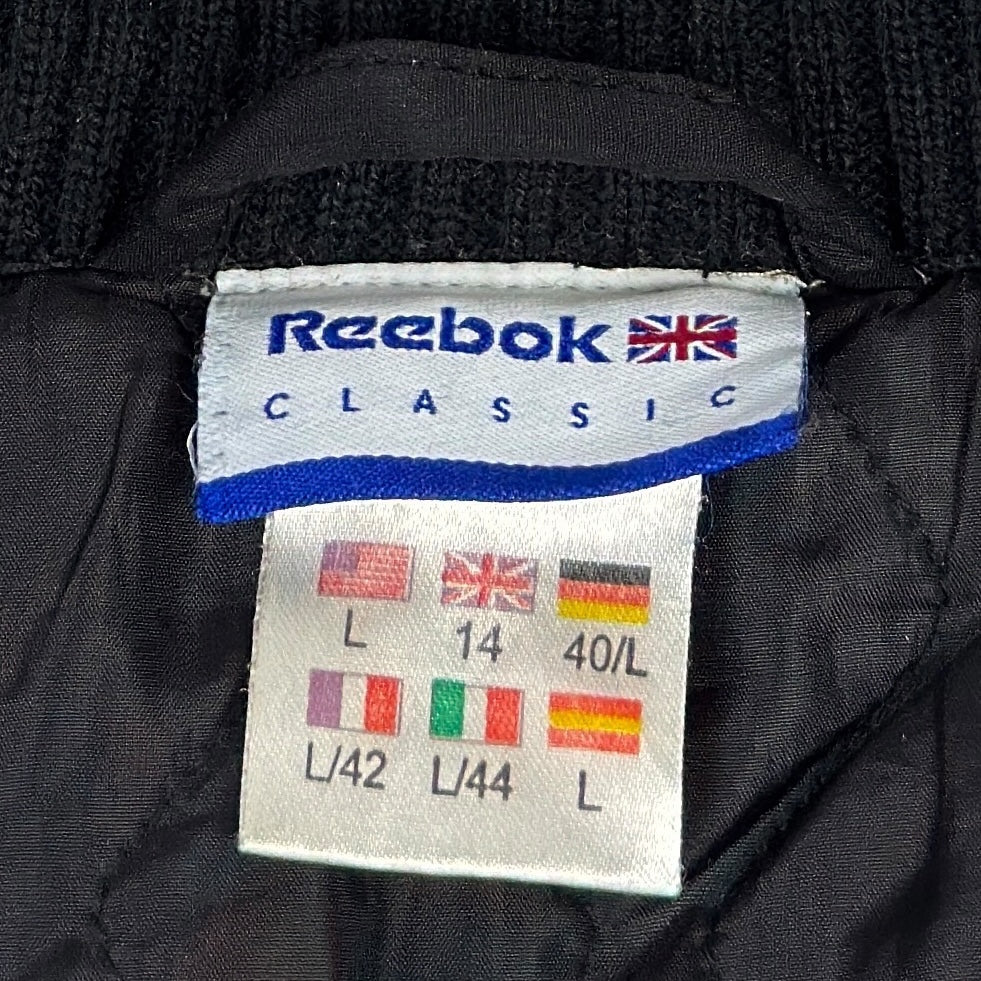 Reebok
CLASSIC
L 14 40/L
L/42 L/44 L